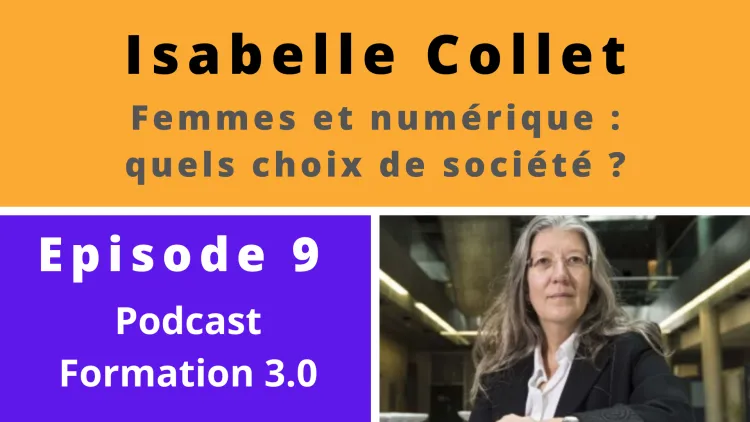 Isabelle Collet
Femmes et numérique :
quels choix de société ?
Episode 9
Podcast
Formation 3.0